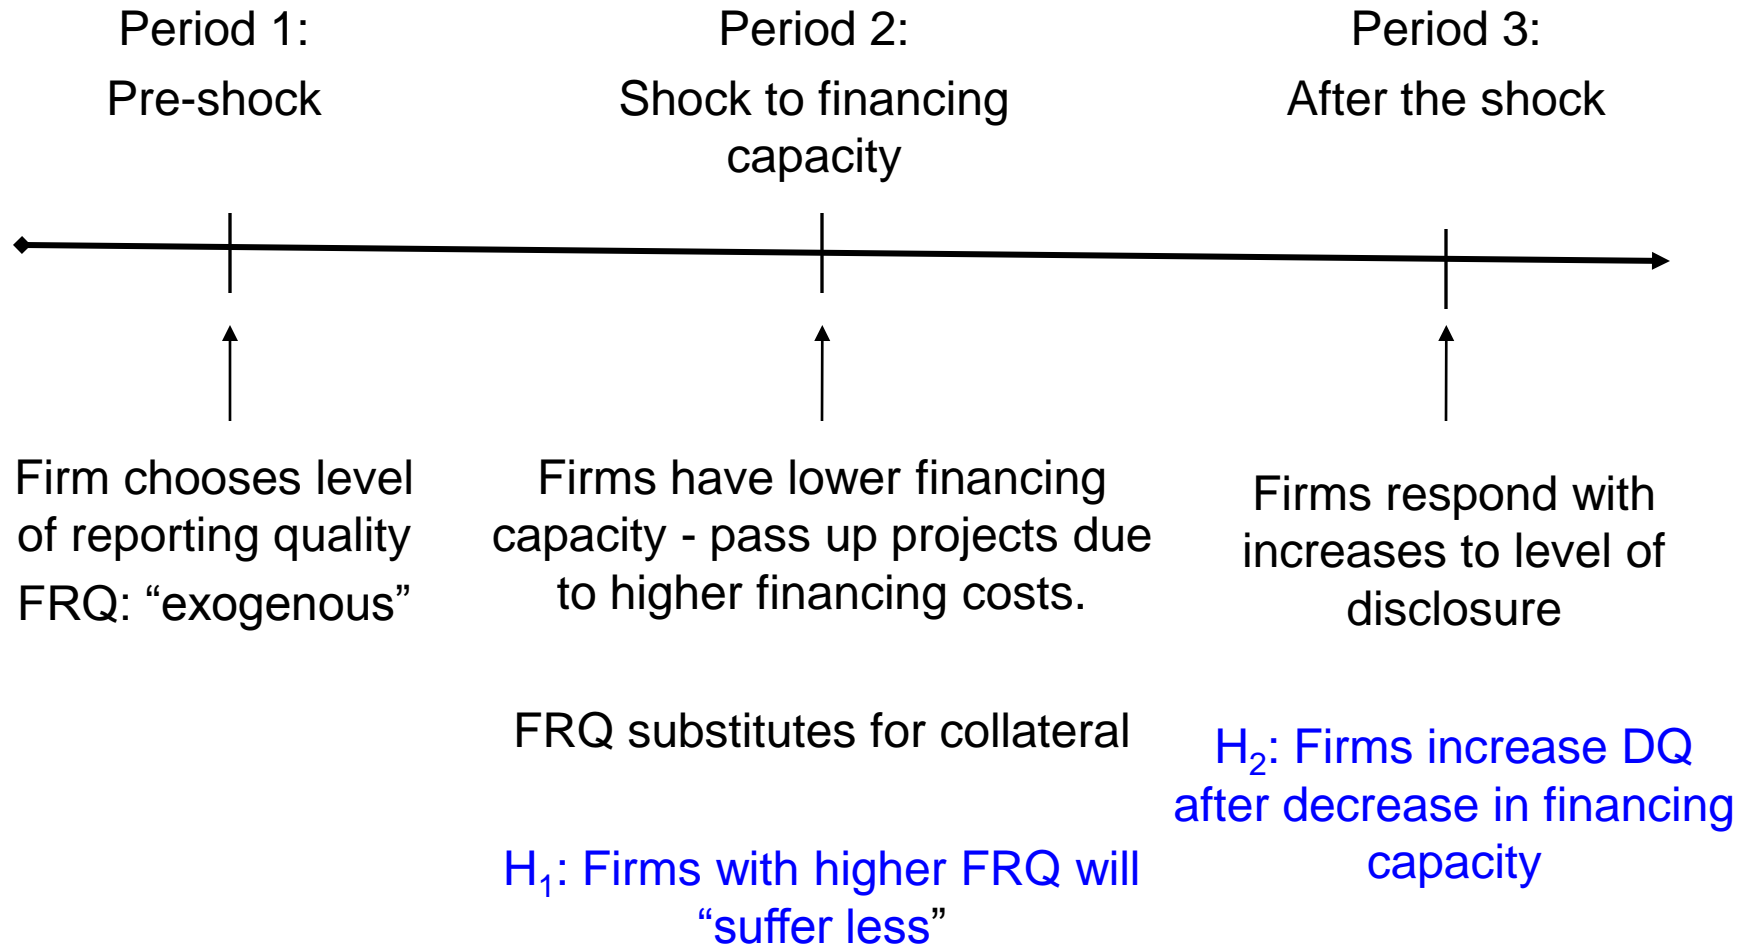 Period 1:
Pre-shock
Period 2:
Shock to financing
capacity
Period 3:
After the shock
Firm chooses level
of reporting quality
FRQ: “exogenous”
Firms have lower financing
capacity - pass up projects due
to higher financing costs.
FRQ substitutes for collateral
H₁: Firms with higher FRQ will
“suffer less”
Firms respond with
increases to level of
disclosure
H₂: Firms increase DQ
after decrease in financing
capacity